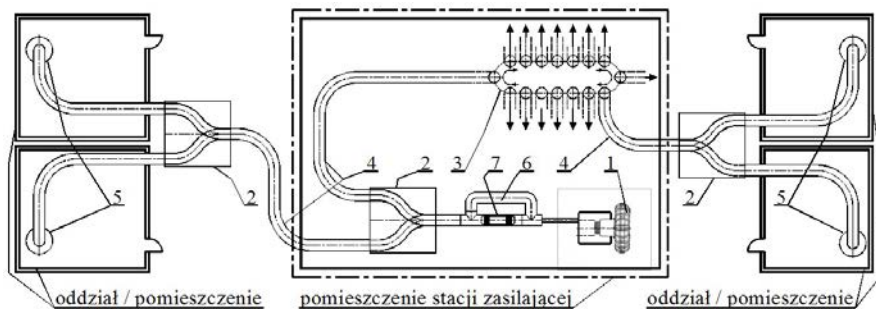 7 6 1
2
3 4
5 2 4 2 5
oddział / pomieszczenie pomieszczenie stacji zasilającej oddział / pomieszczenie